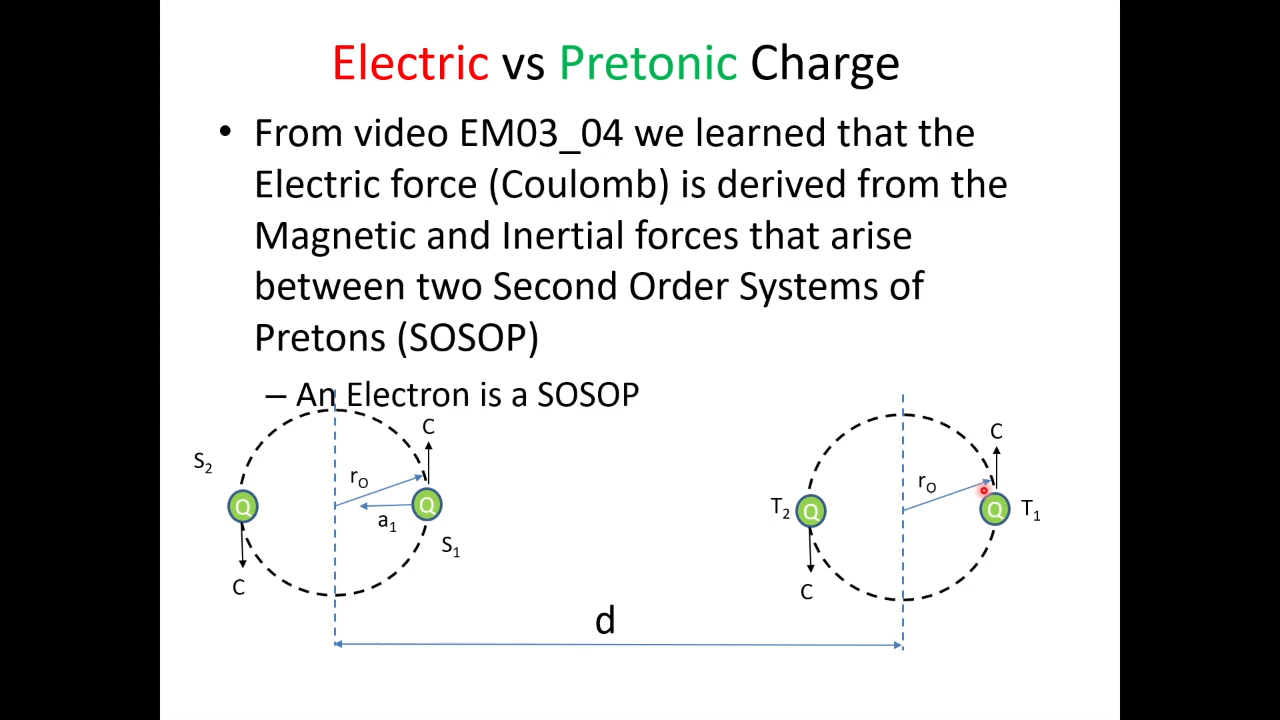 Electric vs Pretonic Charge
• From video EM03_04 we learned that the
Electric force (Coulomb) is derived from the
Magnetic and Inertial forces that arise
between two Second Order Systems of
Pretons (SOSOP)
– An Electron is a SOSOP
C
C
S₂
r₀
r₀
Q
a₁
Q
T₂
Q
Q
T₁
S₁
C
C
d